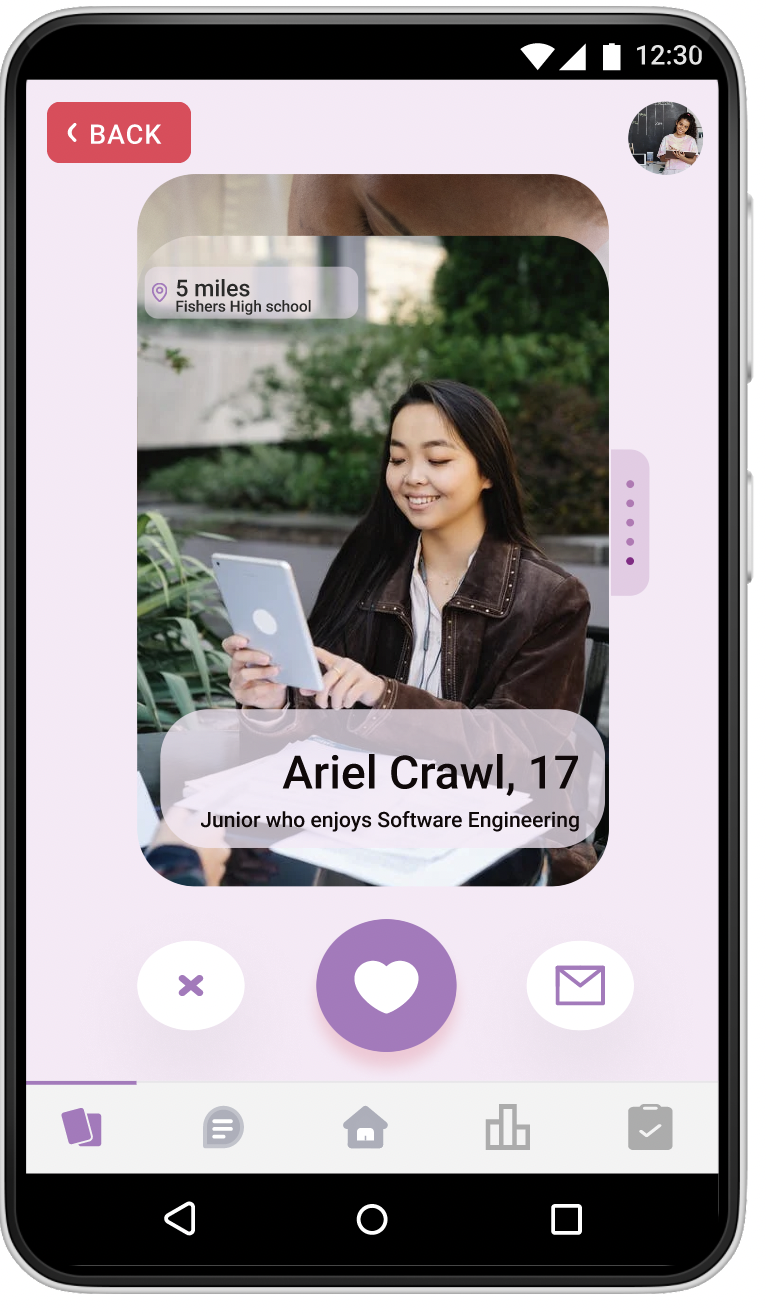 12:30
BACK
5 miles
Fishers High school
Ariel Crawl, 17
Junior who enjoys Software Engineering